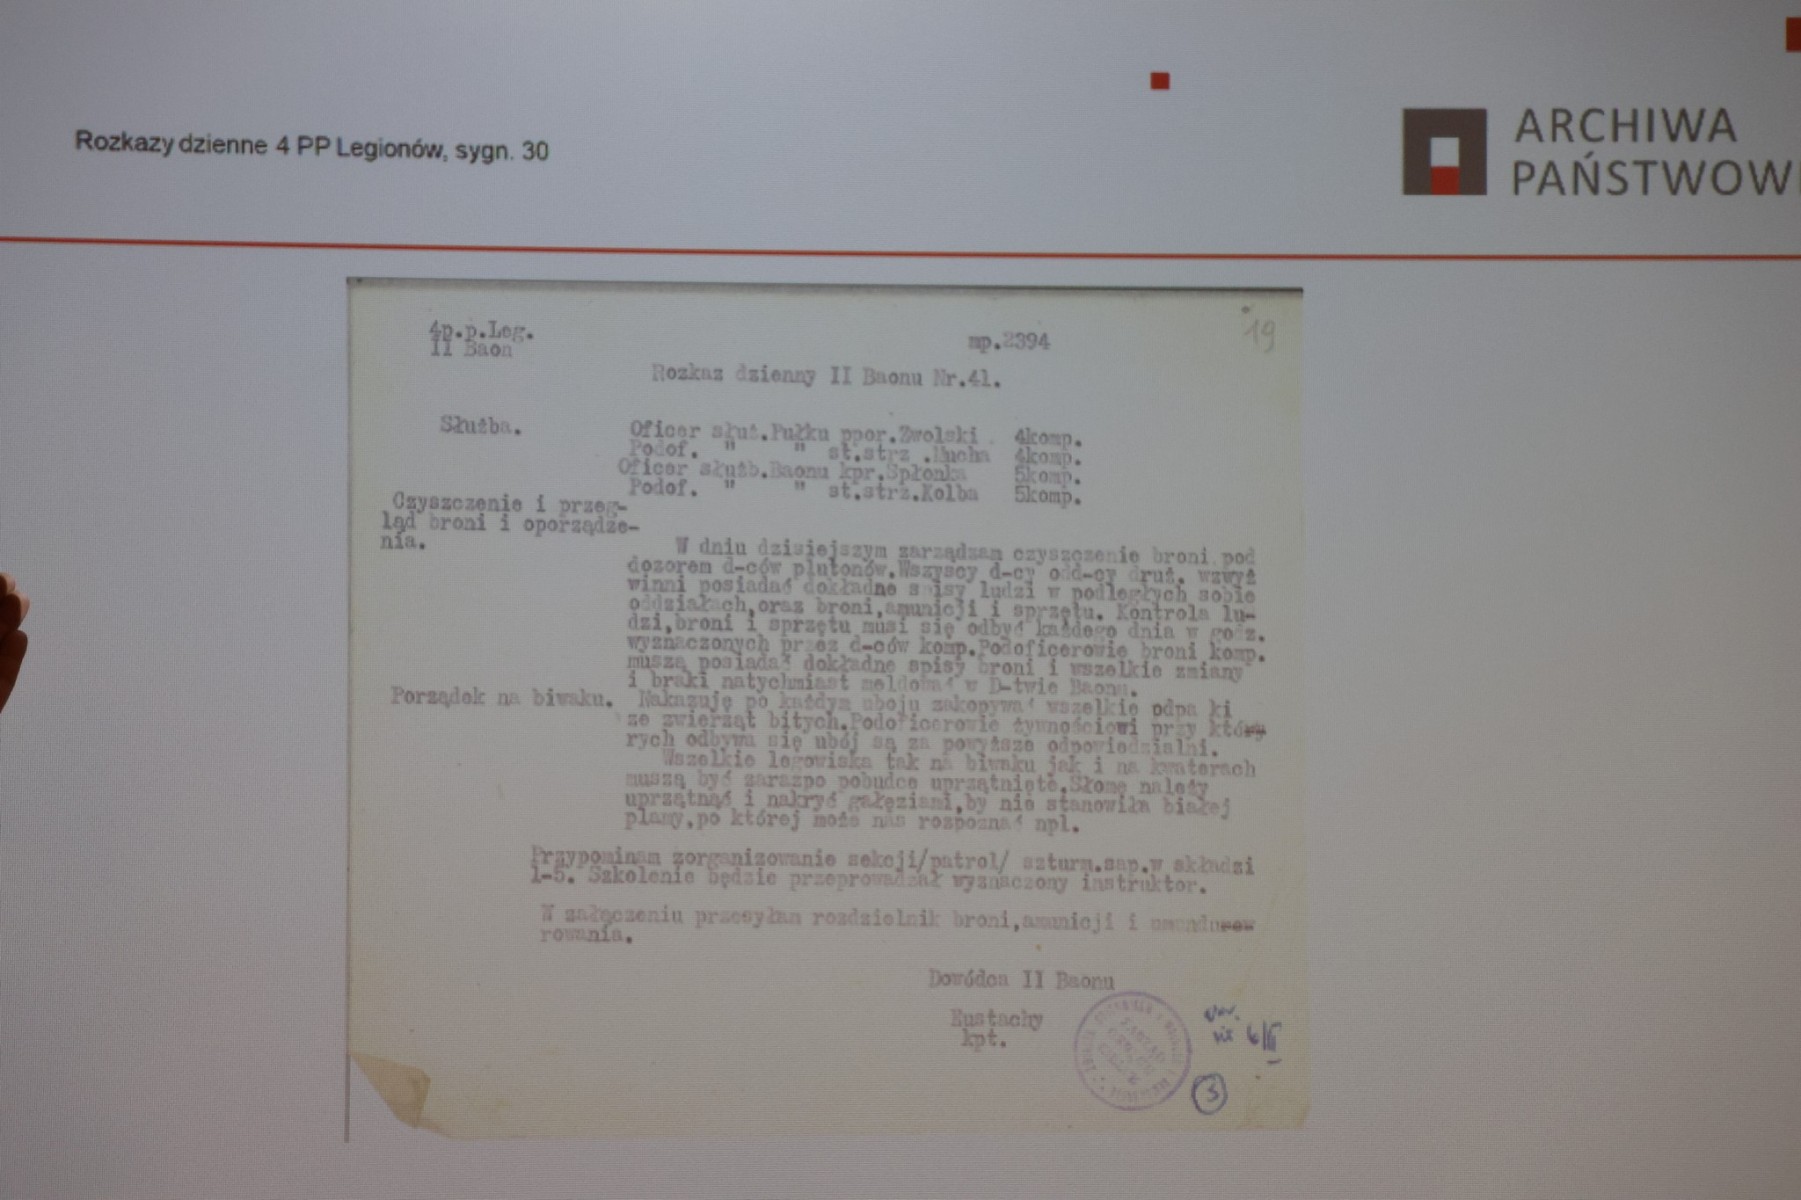 Rozkazy dzienne 4 PP Legionów, sygn. 30
ARCHIWA
PAŃSTWOW
19
4p.p.Leg.
II Baon
mp.2394
Rozkaz dzienny II Baonu Nr.41.
Służba.
Oficer służ.Pułku ppor.Zwolski 4komp.
Podof. " " st.strz .Mucha 4komp.
Oficer służb.Baonu kpr.Spłonka 5komp.
Podof. " " st.strz.Kolba 5komp.
Czyszczenie i przeg-
ląd broni i oporządze-
nia.
W dniu dzisiejszym zarządzam czyszczenie broni pod
dozorem d-ców plutonów.Wszyscy d-cy odd-cy druż. wzwyż
winni posiadać dokładne spisy ludzi w podległych sobie
oddziałach,oraz broni,amunicji i sprzętu. Kontrola lu-
dzi,broni i sprzętu musi się odbyć każdego dnia w godz.
wyznaczonych przez d-ców komp.Podoficerowie broni komp.
muszą posiadać dokładne spisy broni i wszelkie zmiany
i braki natychmiast meldować w D-twie Baonu.
Porządek na biwaku.
Nakazuję po każdym uboju zakopywać wszelkie odpa ki
ze zwierząt bitych.Podoficerowie żywnościowi przy który
rych odbywa się ubój są za powyższe odpowiedzialni.
Wszelkie legowiska tak na biwaku jak i na kwaterach
muszą być zarazpo pobudce uprzątnięte.Słomę należy
uprzątnąć i nakryć gałęziami,by nie stanowiła białej
plamy,po której może nas rozpoznać npl.
Przypominam zorganizowanie sekcji/patrol/ szturm.sap.w składzi
1-5. Szkolenie będzie przeprowadzał wyznaczony instruktor.
W załączeniu przesyłam rozdzielnik broni,amunicji i umundurow
rowania.
Dowódca II Baonu
Eustachy
kpt.
3